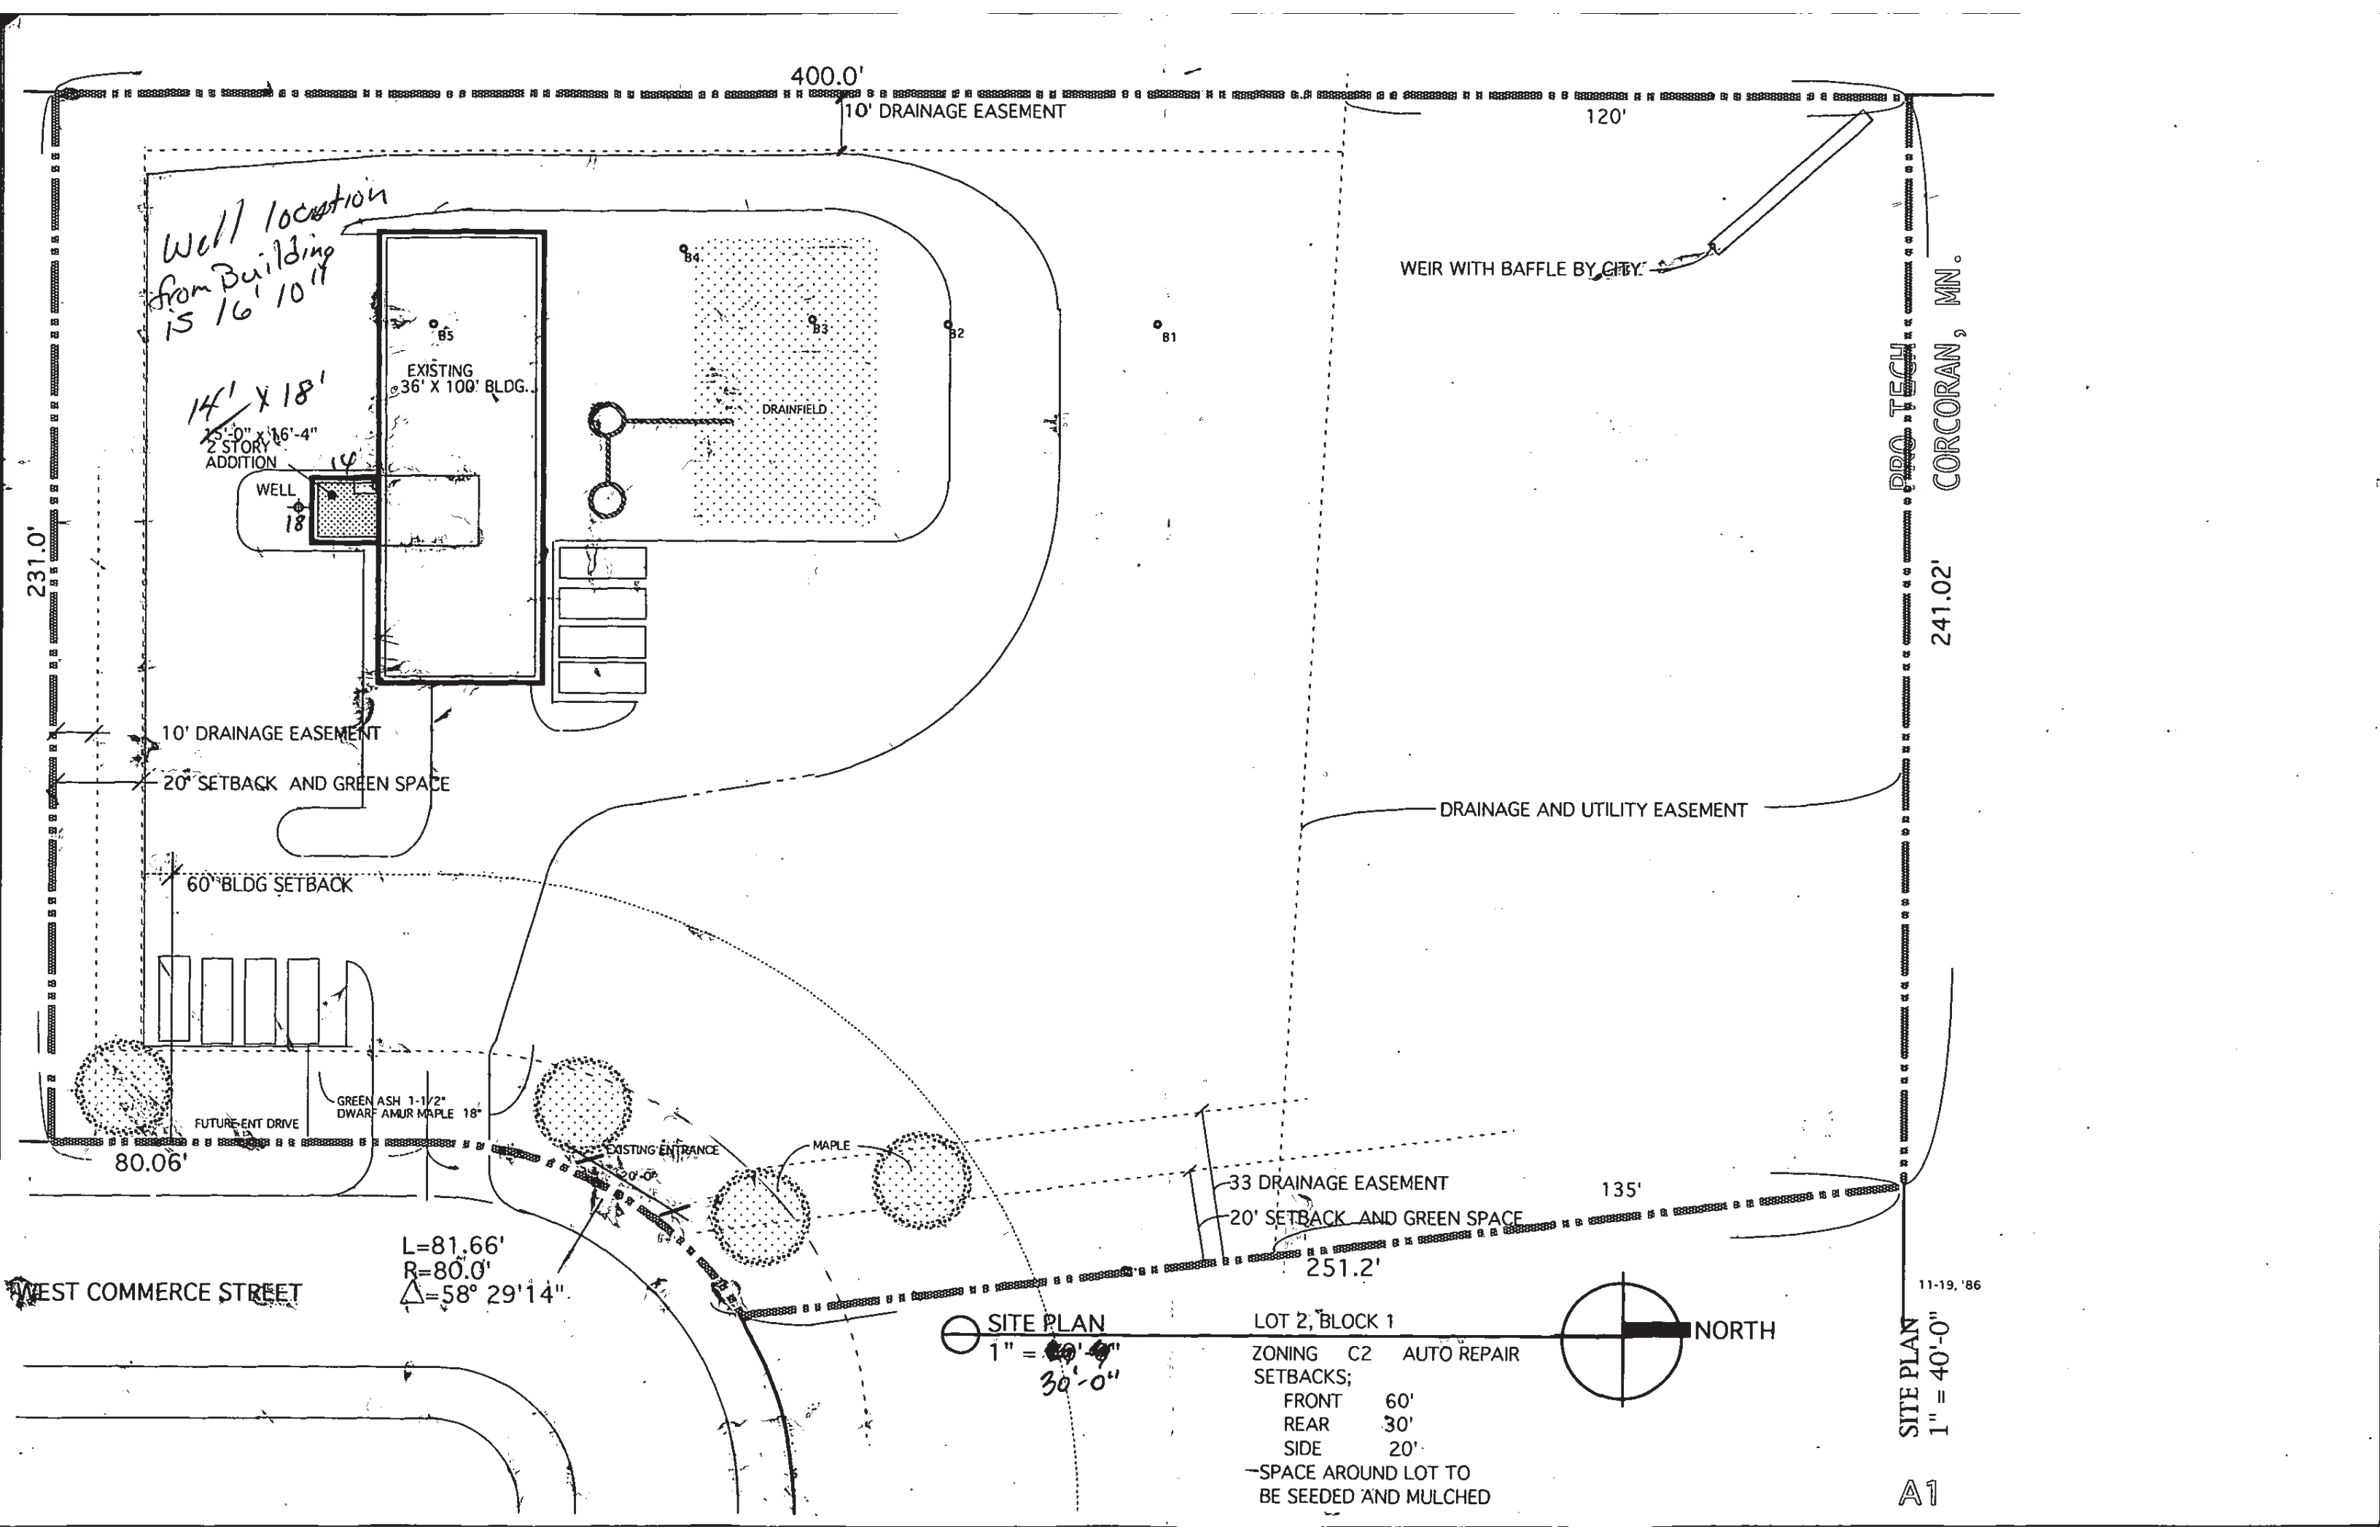 400.0'
10' DRAINAGE EASEMENT
120'
Well location
from Building
is 16' 10"
WEIR WITH BAFFLE BY CITY
B4
B3
B2
B1
B5
EXISTING
36' X 100' BLDG.
14' X 18'
15'-0" x 16'-4"
2 STORY
ADDITION
14
DRAINFIELD
WELL
18
231.0'
PRO TECH
CORCORAN, MN.
241.02'
10' DRAINAGE EASEMENT
20' SETBACK AND GREEN SPACE
DRAINAGE AND UTILITY EASEMENT
60' BLDG SETBACK
GREEN ASH 1-1/2"
DWARF AMUR MAPLE 18"
FUTURE ENT DRIVE
EXISTING ENTRANCE
20'-0"
MAPLE
80.06'
33 DRAINAGE EASEMENT
20' SETBACK AND GREEN SPACE
135'
251.2'
L=81.66'
R=80.0'
△=58° 29'14"
WEST COMMERCE STREET
SITE PLAN
1" =
30'-0"
LOT 2, BLOCK 1
ZONING C2 AUTO REPAIR
SETBACKS;
FRONT 60'
REAR 30'
SIDE 20'
SPACE AROUND LOT TO
BE SEEDED AND MULCHED
NORTH
11-19, '86
SITE PLAN
1" = 40'-0"
A1